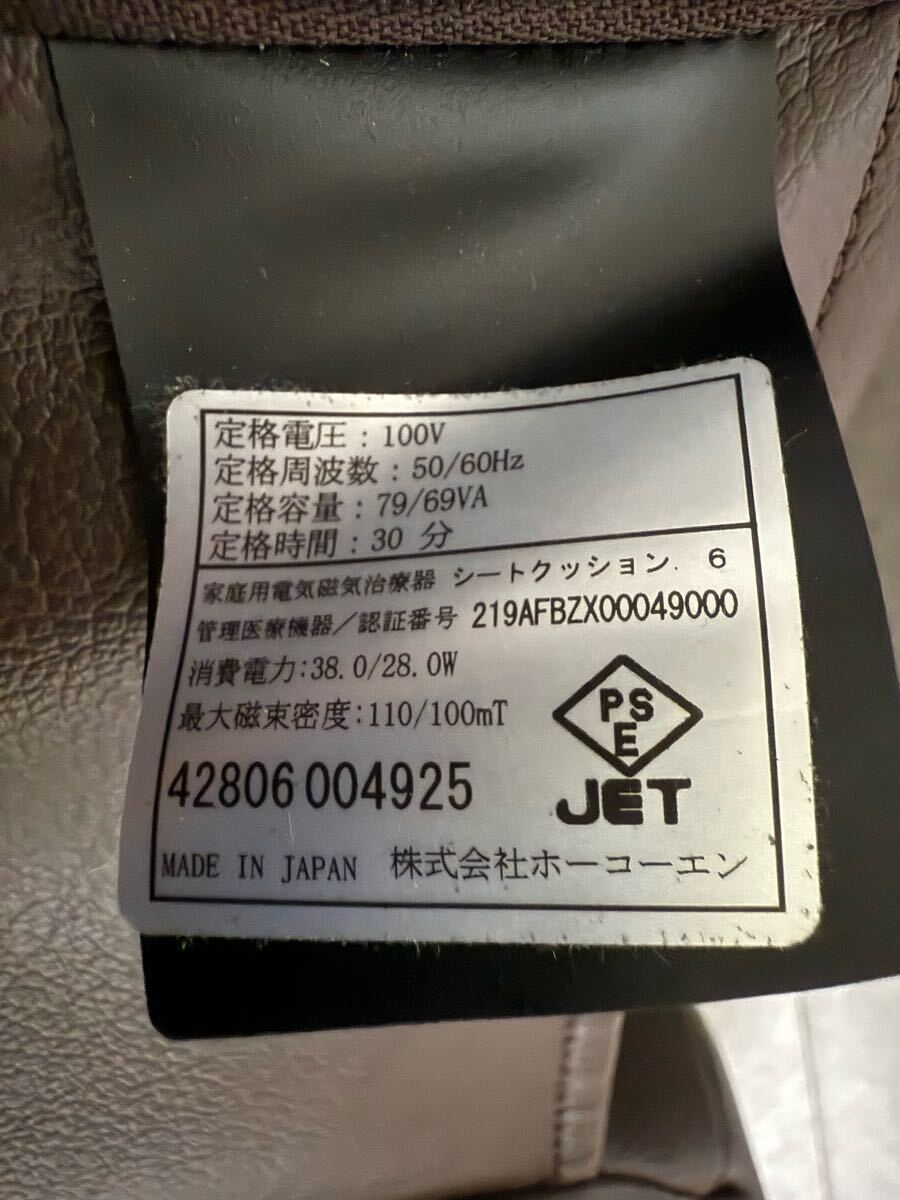 定格電圧：100V
定格周波数：50/60Hz
定格容量：79/69VA
定格時間：30 分
家庭用電気磁気治療器 シートクッション. 6
管理医療機器／認証番号 219AFBZX00049000
消費電力:38.0/28.0W
最大磁束密度:110/100mT
PS
E
42806004925
JET
MADE IN JAPAN 株式会社ホーコーエン